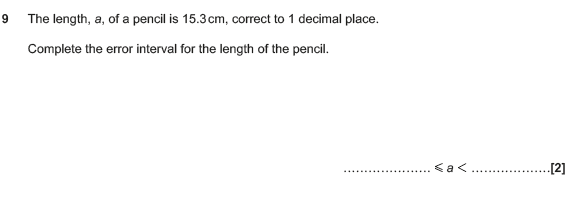 9 The length, a, of a pencil is 15.3 cm, correct to 1 decimal place.
Complete the error interval for the length of the pencil.
..................... ⩽ a < ...................[2]